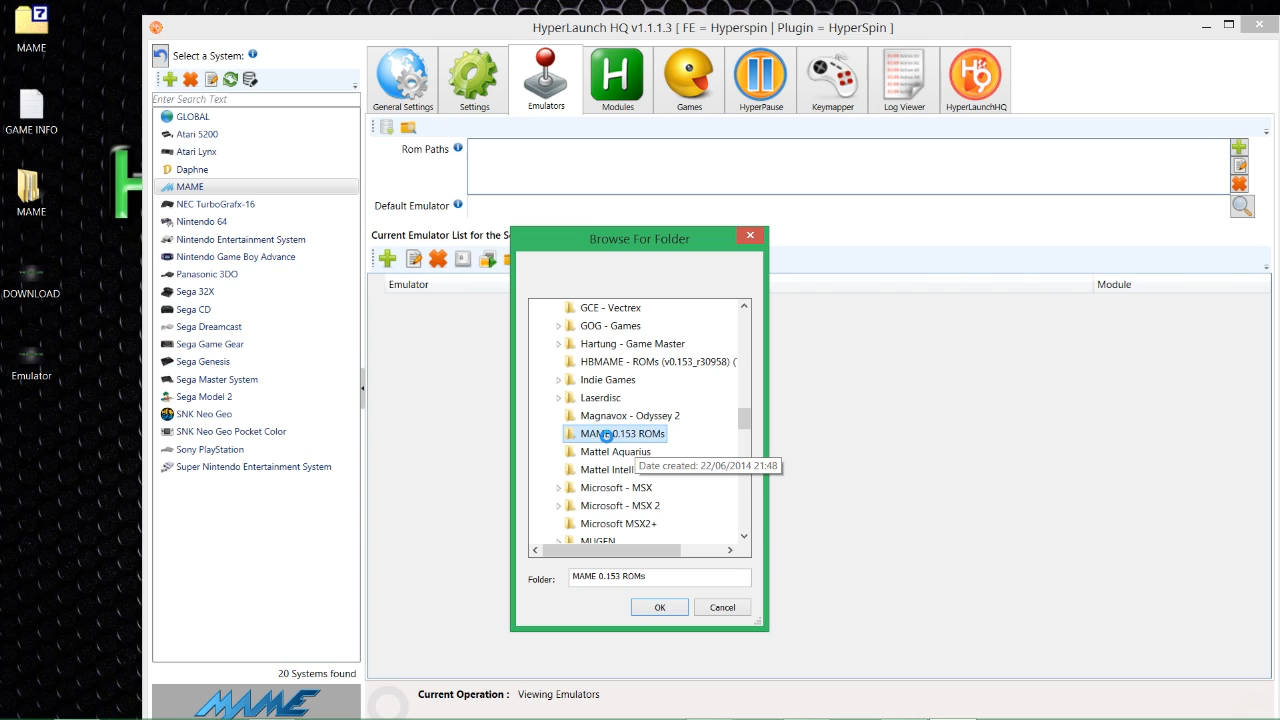 MAME
GAME INFO
MAME
DOWNLOAD
Emulator
HyperLaunch HQ v1.1.1.3 [ FE = Hyperspin | Plugin = HyperSpin ]
Select a System:
Enter Search Text
GLOBAL
Atari 5200
Atari Lynx
Daphne
MAME
NEC TurboGrafx-16
Nintendo 64
Nintendo Entertainment System
Nintendo Game Boy Advance
Panasonic 3DO
Sega 32X
Sega CD
Sega Dreamcast
Sega Game Gear
Sega Genesis
Sega Master System
Sega Model 2
SNK Neo Geo
SNK Neo Geo Pocket Color
Sony PlayStation
Super Nintendo Entertainment System
20 Systems found
MAME
General Settings
Settings
Emulators
Modules
Games
HyperPause
Keymapper
Log Viewer
HyperLaunchHQ
Rom Paths
Default Emulator
Current Emulator List for the S
Emulator
Module
Browse For Folder
GCE - Vectrex
GOG - Games
Hartung - Game Master
HBMAME - ROMs (v0.153_r30958) (
Indie Games
Laserdisc
Magnavox - Odyssey 2
MAME 0.153 ROMs
Mattel Aquarius
Mattel Intell
Date created: 22/06/2014 21:48
Microsoft - MSX
Microsoft - MSX 2
Microsoft MSX2+
MUGEN
Folder: MAME 0.153 ROMs
OK
Cancel
Current Operation : Viewing Emulators